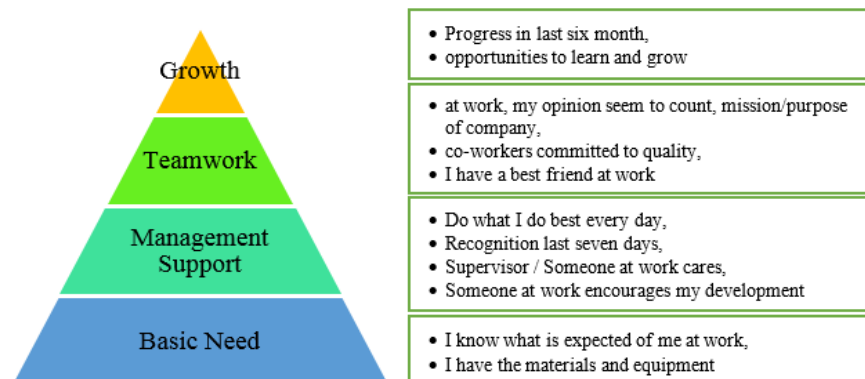 Growth
• Progress in last six month,
• opportunities to learn and grow
Teamwork
• at work, my opinion seem to count, mission/purpose
of company,
• co-workers committed to quality,
• I have a best friend at work
Management
Support
• Do what I do best every day,
• Recognition last seven days,
• Supervisor / Someone at work cares,
• Someone at work encourages my development
Basic Need
• I know what is expected of me at work,
• I have the materials and equipment